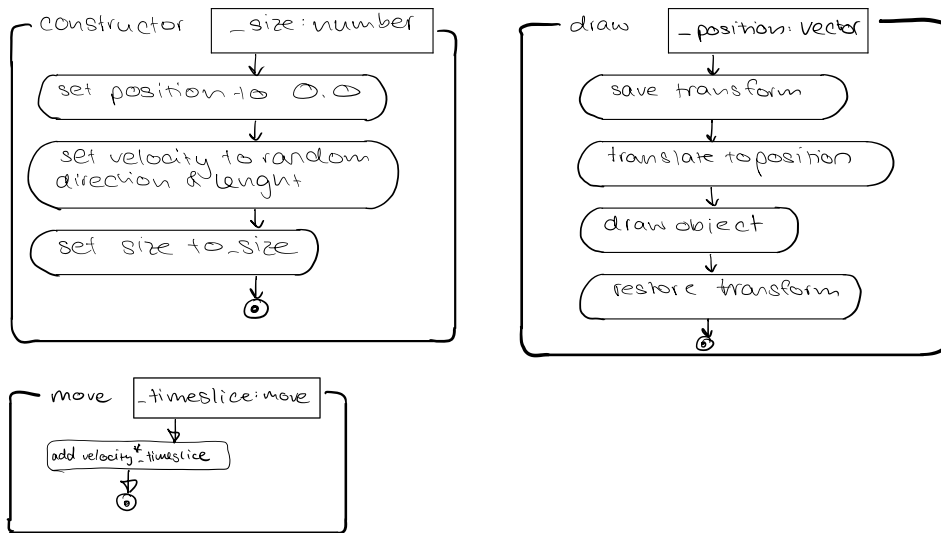 constructor
_size: number
set position to 0.0
set velocity to random
direction & lenght
set size to _size
draw
_position: vector
save transform
translate to position
draw object
restore transform
move
_timeslice: move
add velocity * _timeslice